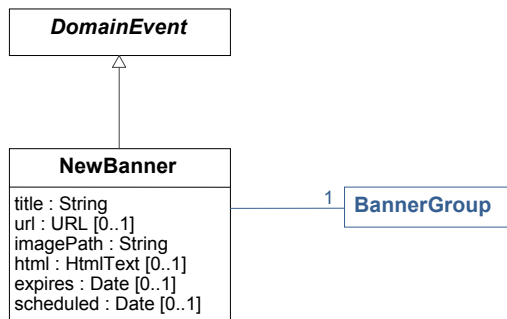 DomainEvent
NewBanner
title : String
url : URL [0..1]
imagePath : String
html : HtmlText [0..1]
expires : Date [0..1]
scheduled : Date [0..1]
1
BannerGroup